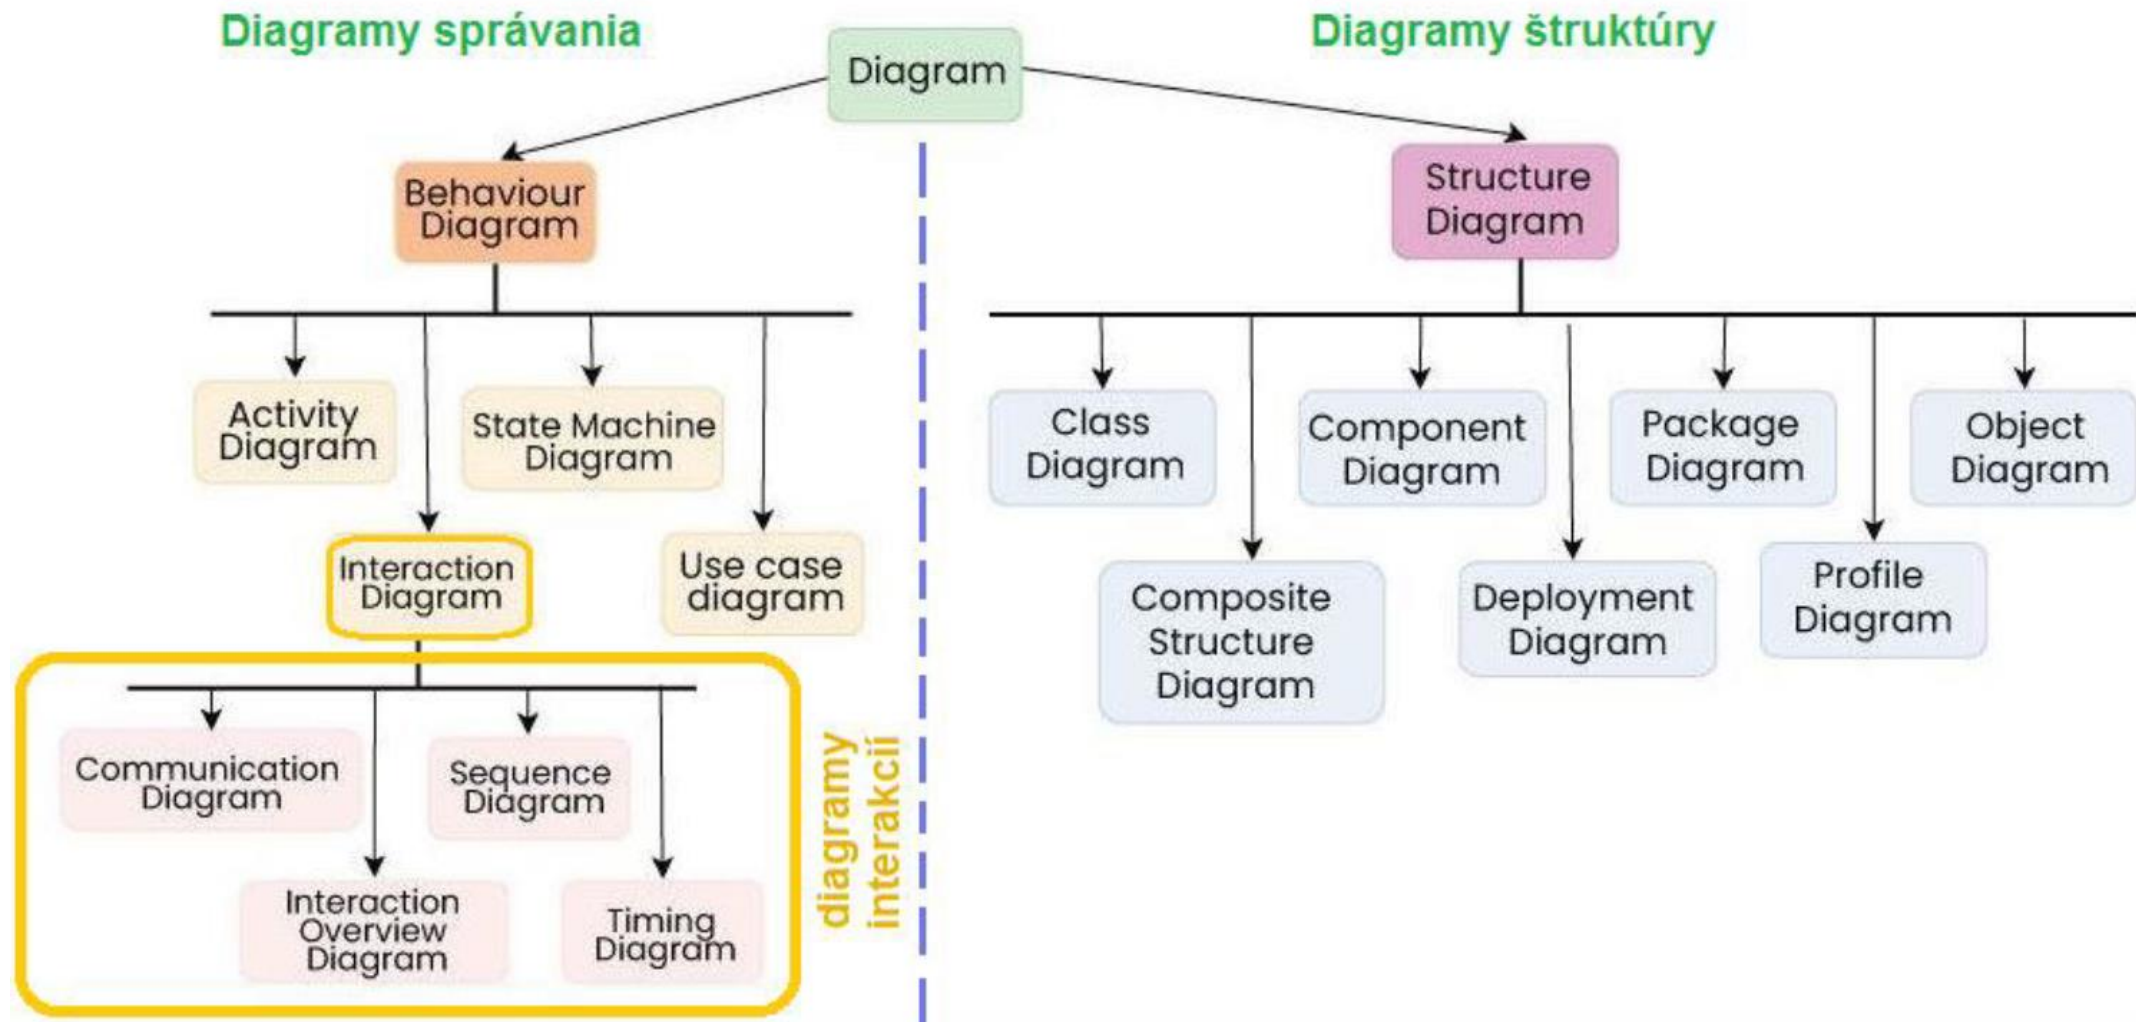 Diagramy správania
Diagramy štruktúry
Diagram
Behaviour
Diagram
Structure
Diagram
Activity
Diagram
State Machine
Diagram
Interaction
Diagram
Use case
diagram
Communication
Diagram
Sequence
Diagram
Interaction
Overview
Diagram
Timing
Diagram
diagramy
interakcií
Class
Diagram
Component
Diagram
Package
Diagram
Object
Diagram
Composite
Structure
Diagram
Deployment
Diagram
Profile
Diagram